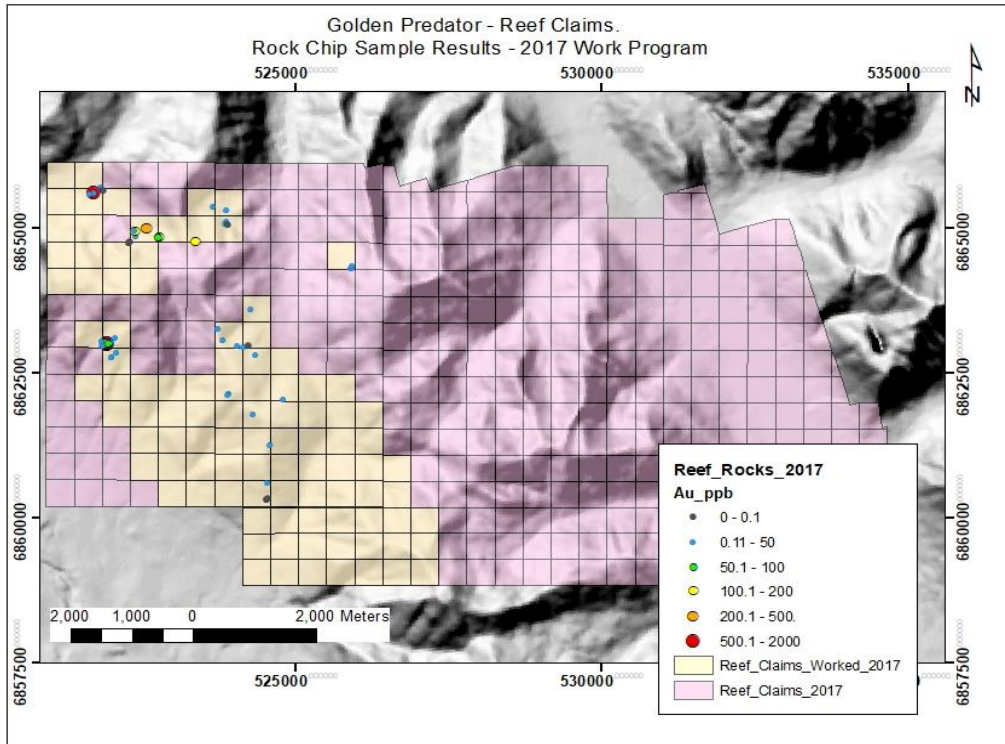 Golden Predator - Reef Claims.
Rock Chip Sample Results - 2017 Work Program
525000 530000 535000
6865000 6865000
6862500 6862500
6860000 6860000
6857500 6857500
Reef_Rocks_2017
Au_ppb
0 - 0.1
0.11 - 50
50.1 - 100
100.1 - 200
200.1 - 500.
500.1 - 2000
Reef_Claims_Worked_2017
Reef_Claims_2017
2,000 1,000 0 2,000 Meters
525000 530000
N